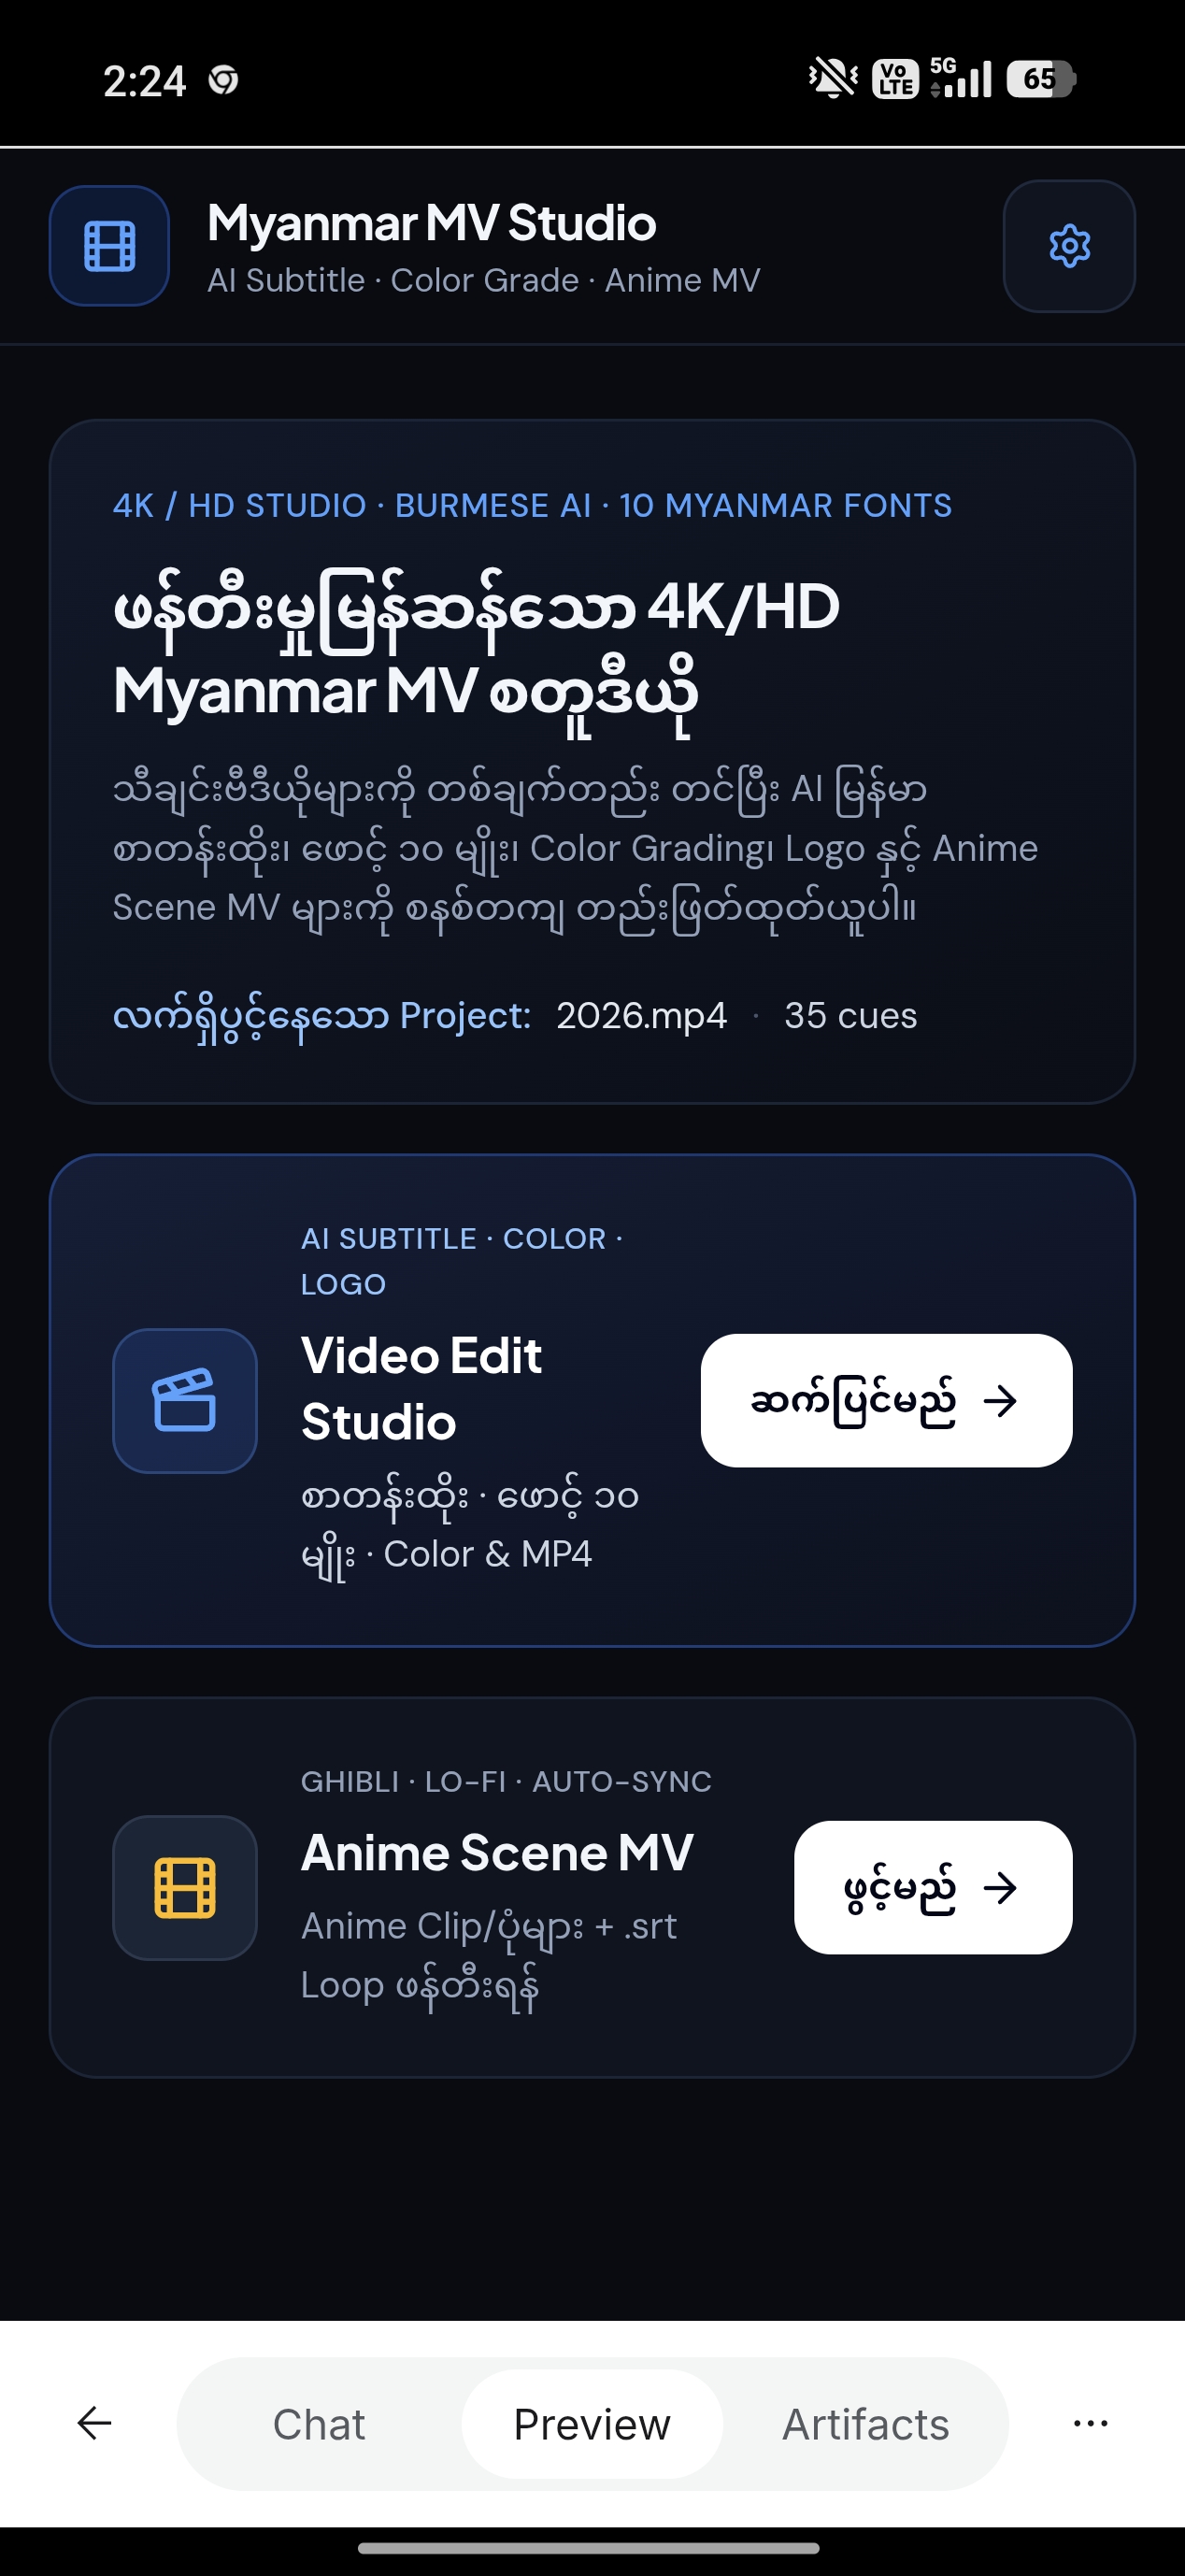 2:24
Vo LTE 5G 65
Myanmar MV Studio
AI Subtitle · Color Grade · Anime MV
4K / HD STUDIO · BURMESE AI · 10 MYANMAR FONTS
ဖန်တီးမှုမြန်ဆန်သော 4K/HD
Myanmar MV စတူဒီယို
သီချင်းဗီဒီယိုများကို တစ်ချက်တည်း တင်ပြီး AI မြန်မာ
စာတန်းထိုး၊ ဖောင့် ၁၀ မျိုး၊ Color Grading၊ Logo နှင့် Anime
Scene MV များကို စနစ်တကျ တည်းဖြတ်ထုတ်ယူပါ။
လက်ရှိပွင့်နေသော Project: 2026.mp4 · 35 cues
AI SUBTITLE · COLOR ·
LOGO
Video Edit
Studio
စာတန်းထိုး · ဖောင့် ၁၀
မျိုး · Color & MP4
ဆက်ပြင်မည် →
GHIBLI · LO-FI · AUTO-SYNC
Anime Scene MV
Anime Clip/ပုံများ + .srt
Loop ဖန်တီးရန်
ဖွင့်မည် →
Chat
Preview
Artifacts